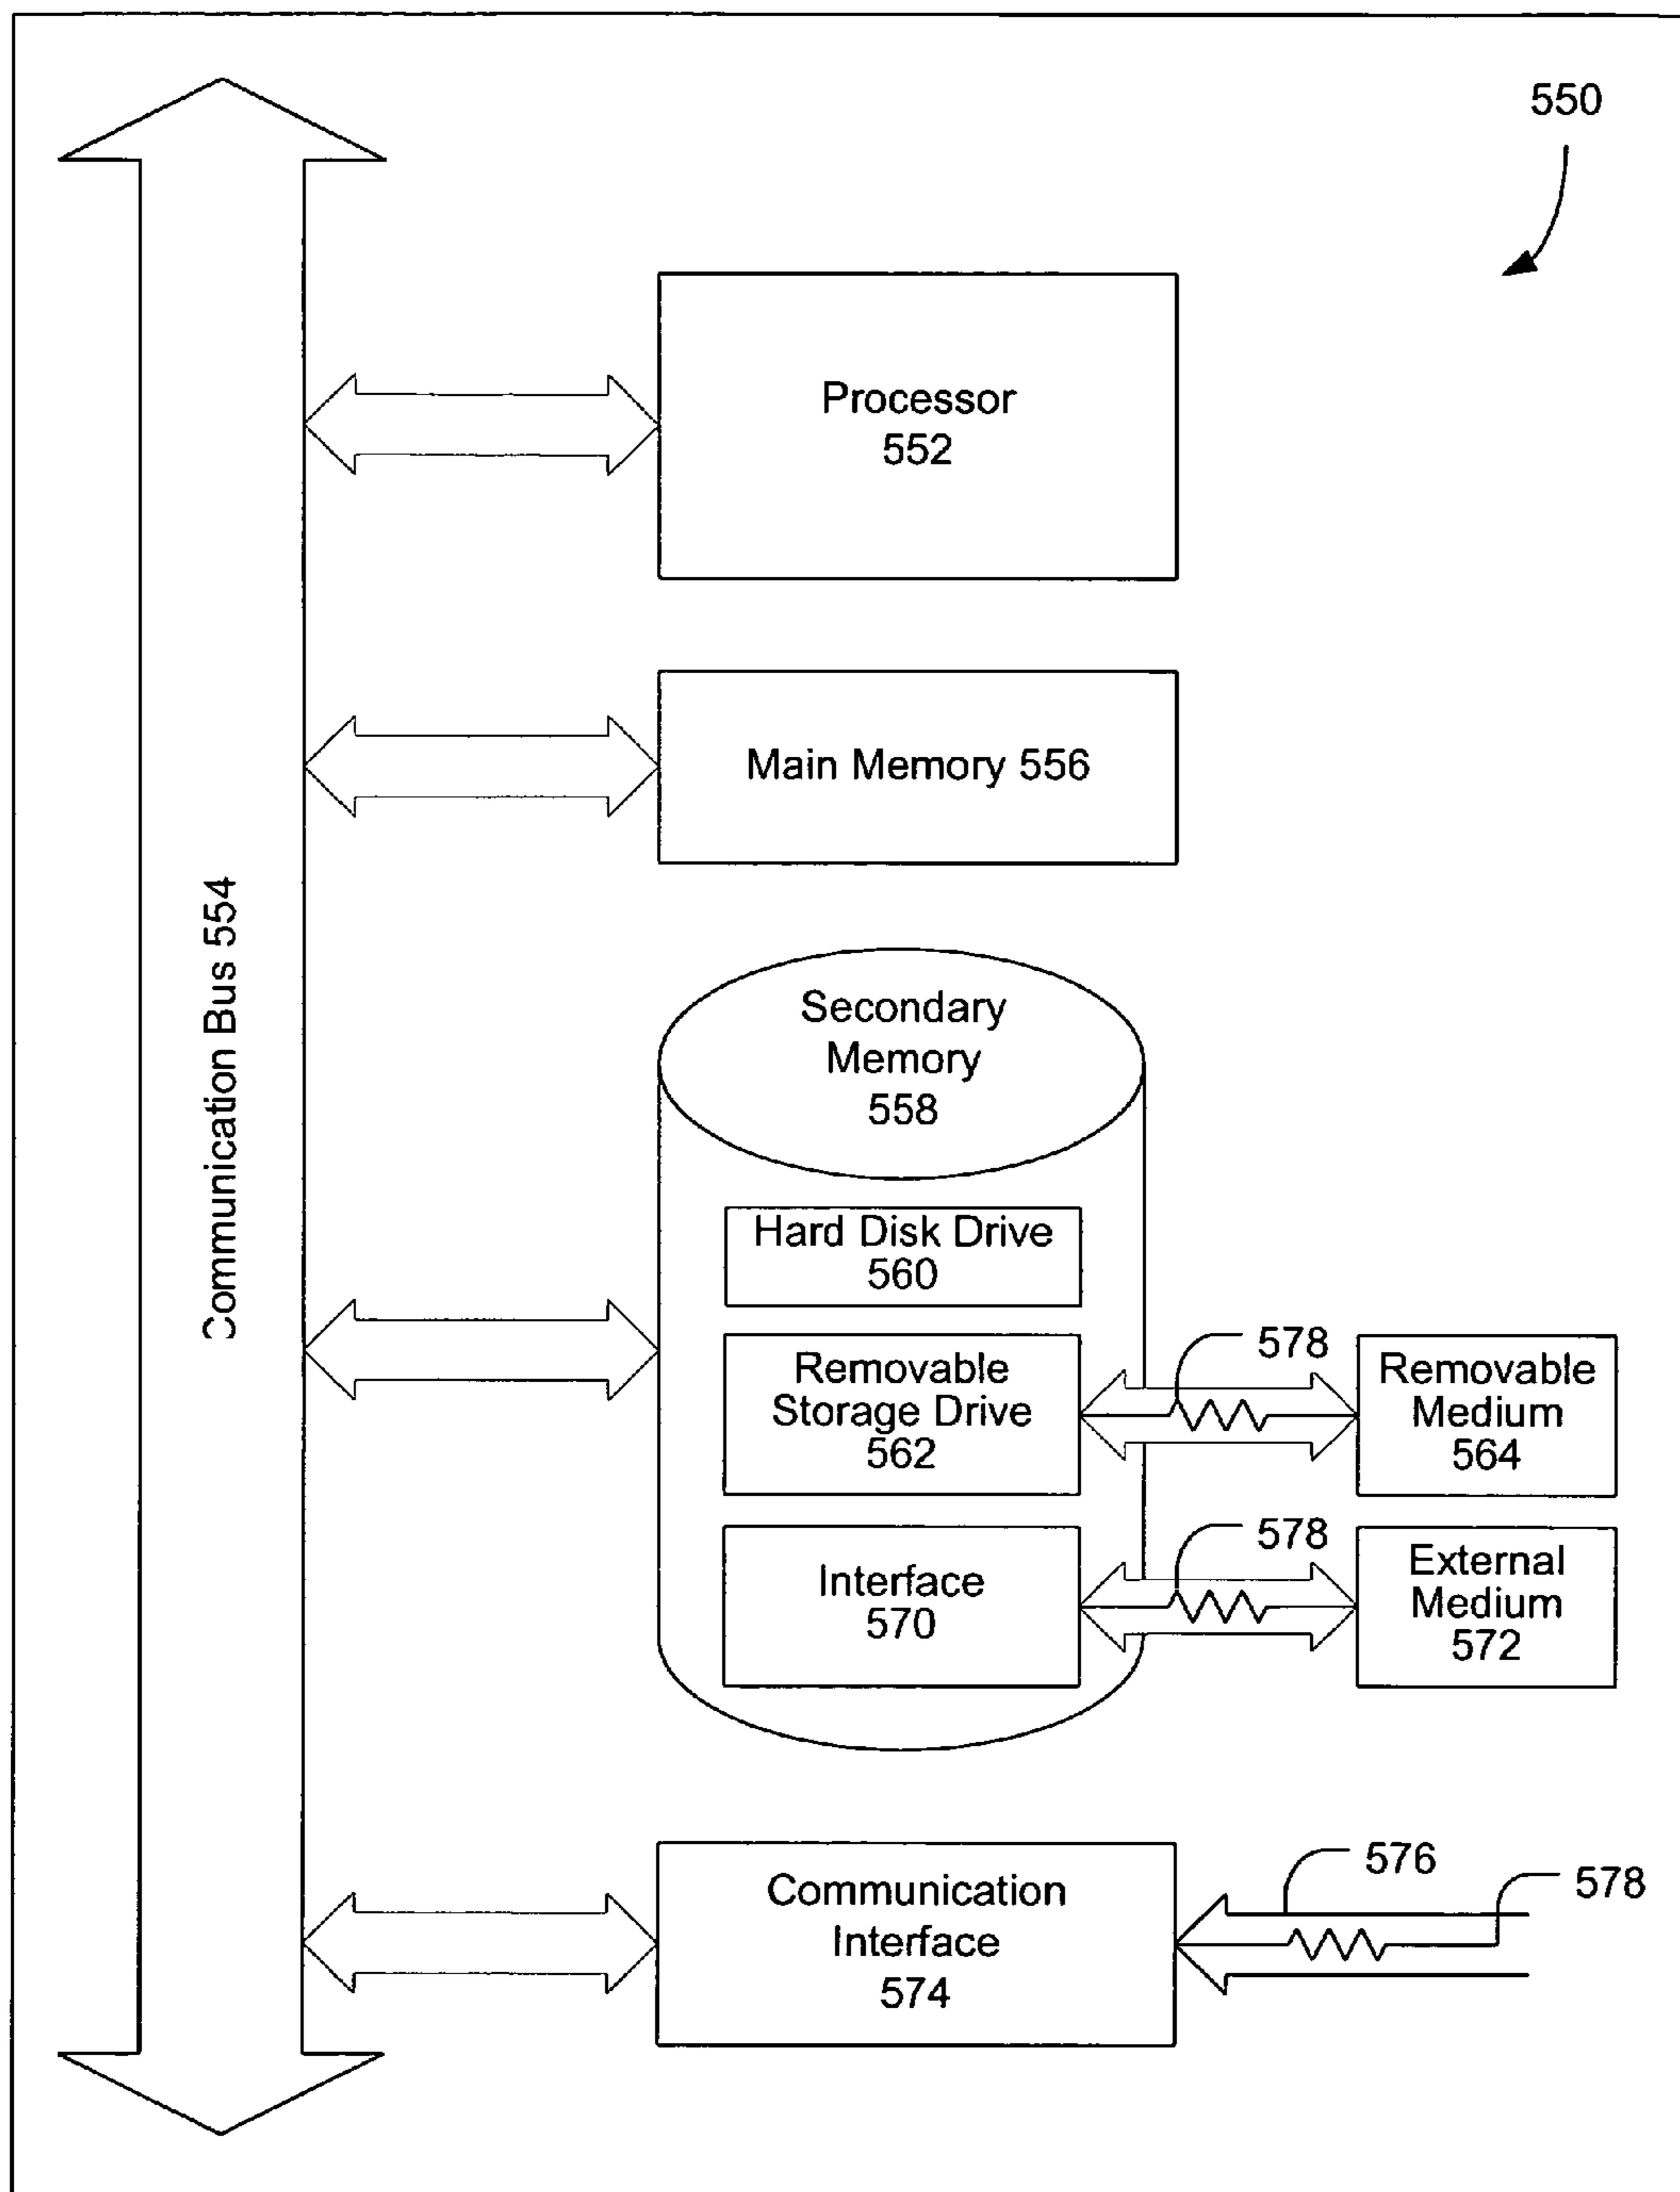 550
Processor
552
Main Memory 556
Communication Bus 554
Secondary
Memory
558
Hard Disk Drive
560
Removable
Storage Drive
562
578
Removable
Medium
564
Interface
570
578
External
Medium
572
Communication
Interface
574
576
578